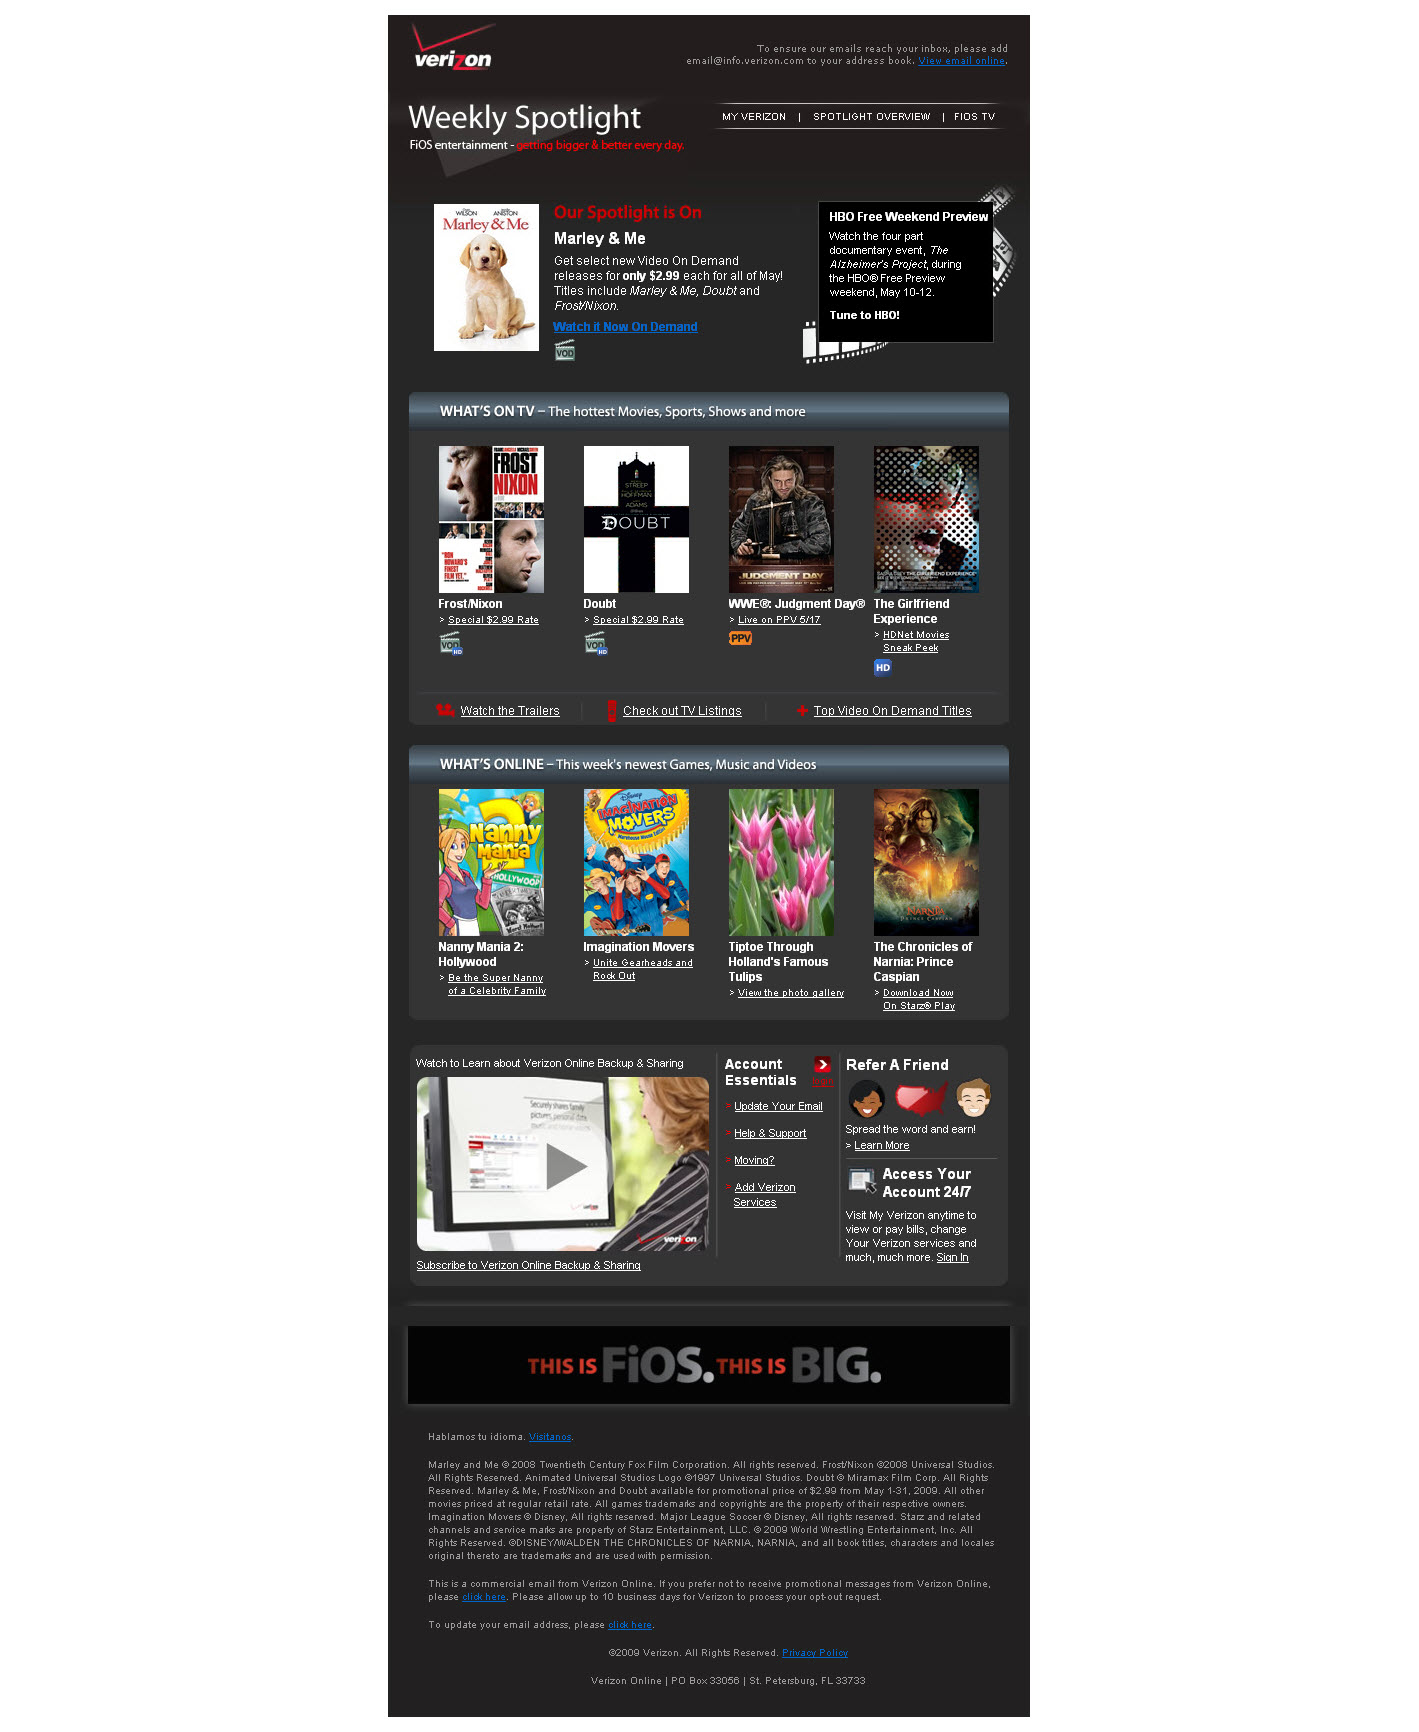 verizon
To ensure our emails reach your inbox, please add
email@info.verizon.com to your address book. View email online.
Weekly Spotlight
FiOS entertainment - getting bigger & better every day.
MY VERIZON | SPOTLIGHT OVERVIEW | FIOS TV
WILSON ANISTON
Marley & Me
Our Spotlight is On
Marley & Me
Get select new Video On Demand
releases for only $2.99 each for all of May!
Titles include Marley & Me, Doubt and
Frost/Nixon.
Watch it Now On Demand
VOD
HBO Free Weekend Preview
Watch the four part
documentary event, The
Alzheimer's Project, during
the HBO® Free Preview
weekend, May 10-12.
Tune to HBO!
WHAT'S ON TV – The hottest Movies, Sports, Shows and more
FROST
NIXON
"RON
HOWARD'S
FINEST
FILM YET."
STREEP
HOFFMAN
ADAMS
DOUBT
JUDGMENT DAY
Frost/Nixon
> Special $2.99 Rate
VOD HD
Doubt
> Special $2.99 Rate
VOD HD
WWE®: Judgment Day®
> Live on PPV 5/17
PPV
The Girlfriend
Experience
> HDNet Movies
Sneak Peek
HD
Watch the Trailers
Check out TV Listings
Top Video On Demand Titles
WHAT'S ONLINE – This week's newest Games, Music and Videos
2
Nanny
Mania
HOLLYWOOD
Disney
IMAGINATION
MOVERS
Warehouse Mouse Edition
NARNIA
PRINCE CASPIAN
Nanny Mania 2:
Hollywood
> Be the Super Nanny
of a Celebrity Family
Imagination Movers
> Unite Gearheads and
Rock Out
Tiptoe Through
Holland's Famous
Tulips
> View the photo gallery
The Chronicles of
Narnia: Prince
Caspian
> Download Now
On Starz® Play
Watch to Learn about Verizon Online Backup & Sharing
Securely shares family
pictures, personal data,
verizon
Subscribe to Verizon Online Backup & Sharing
Account
Essentials
login
> Update Your Email
> Help & Support
> Moving?
> Add Verizon
Services
Refer A Friend
Spread the word and earn!
> Learn More
Access Your
Account 24/7
Visit My Verizon anytime to
view or pay bills, change
Your Verizon services and
much, much more. Sign In
THIS IS FiOS. THIS IS BIG.
Hablamos tu idioma. Visitanos.
Marley and Me © 2008 Twentieth Century Fox Film Corporation. All rights reserved. Frost/Nixon ©2008 Universal Studios.
All Rights Reserved. Animated Universal Studios Logo ©1997 Universal Studios. Doubt © Miramax Film Corp. All Rights
Reserved. Marley & Me, Frost/Nixon and Doubt available for promotional price of $2.99 from May 1-31, 2009. All other
movies priced at regular retail rate. All games trademarks and copyrights are the property of their respective owners.
Imagination Movers © Disney, All rights reserved. Major League Soccer © Disney, All rights reserved. Starz and related
channels and service marks are property of Starz Entertainment, LLC. © 2009 World Wrestling Entertainment, Inc. All
Rights Reserved. ©DISNEY/WALDEN THE CHRONICLES OF NARNIA, NARNIA, and all book titles, characters and locales
original thereto are trademarks and are used with permission.
This is a commercial email from Verizon Online. If you prefer not to receive promotional messages from Verizon Online,
please click here. Please allow up to 10 business days for Verizon to process your opt-out request.
To update your email address, please click here.
©2009 Verizon. All Rights Reserved. Privacy Policy
Verizon Online | PO Box 33056 | St. Petersburg, FL 33733